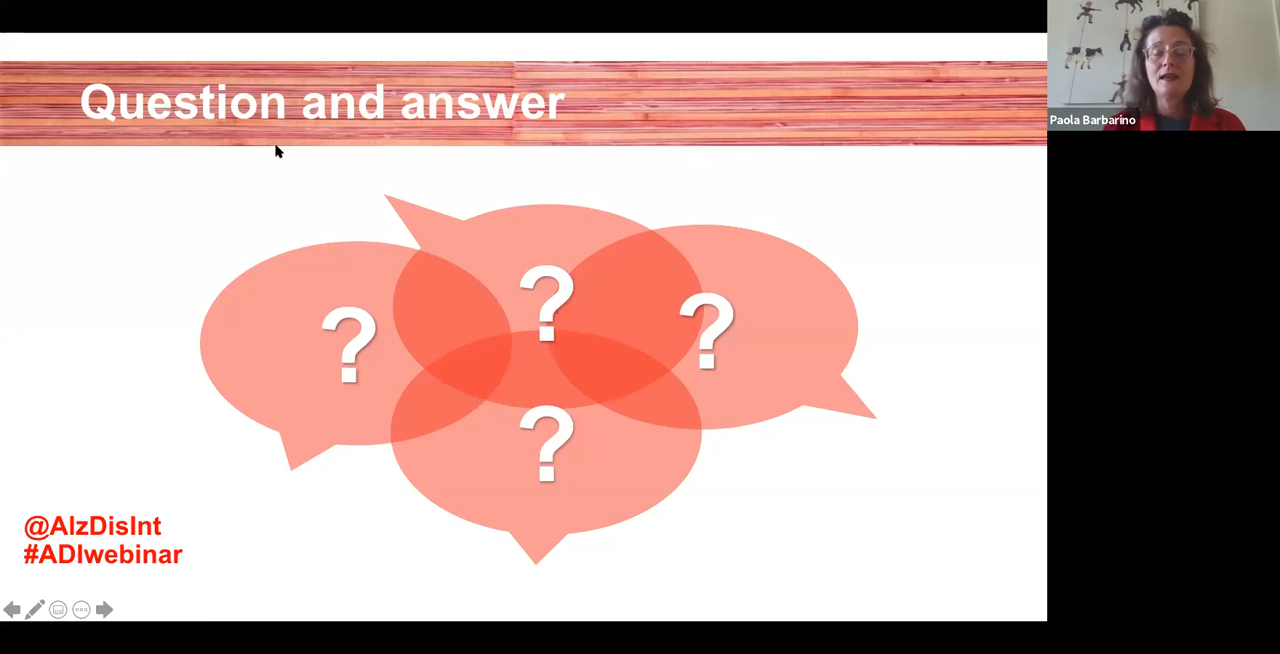 Question and answer
Paola Barbarino
?
?
?
?
@AlzDisInt
#ADIwebinar